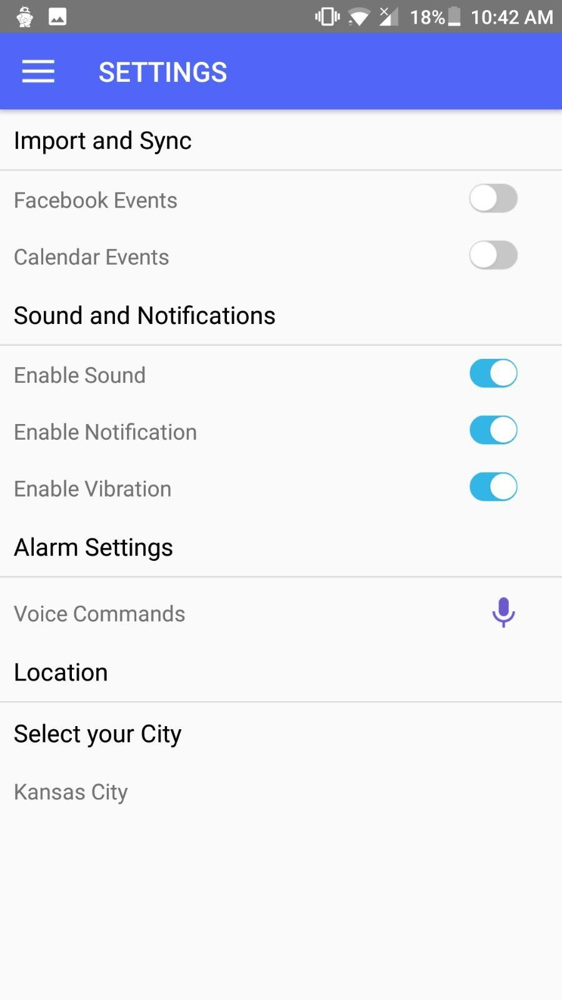 18% 10:42 AM
SETTINGS
Import and Sync
Facebook Events
Calendar Events
Sound and Notifications
Enable Sound
Enable Notification
Enable Vibration
Alarm Settings
Voice Commands
Location
Select your City
Kansas City